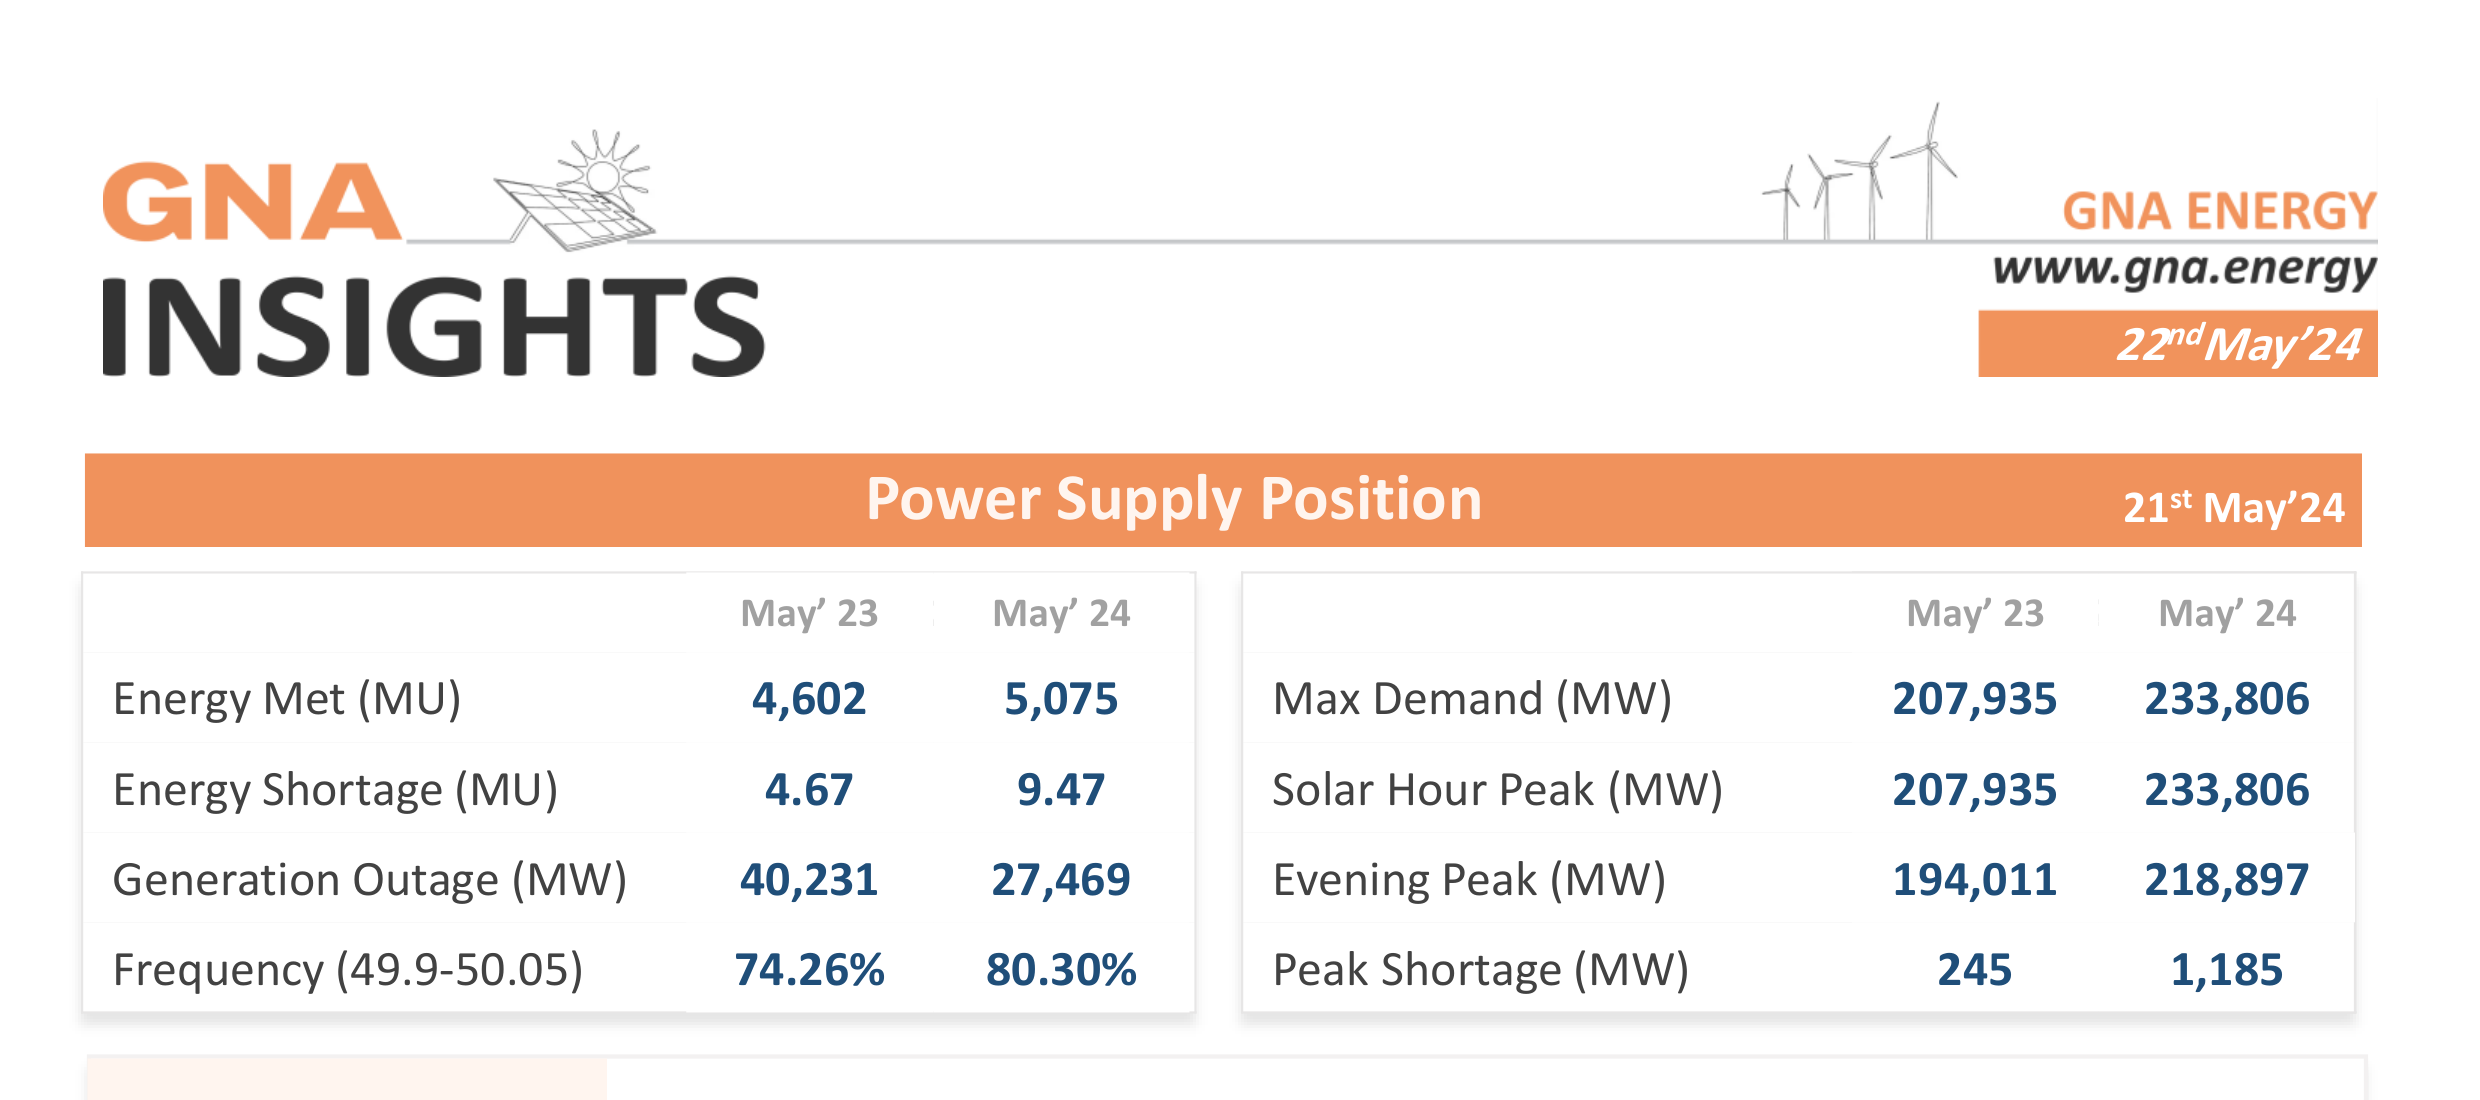 GNA
INSIGHTS
GNA ENERGY
www.gna.energy
22nd May’24
Power Supply Position
21st May’24
May’ 23 May’ 24
Energy Met (MU) 4,602 5,075
Energy Shortage (MU) 4.67 9.47
Generation Outage (MW) 40,231 27,469
Frequency (49.9-50.05) 74.26% 80.30%
May’ 23 May’ 24
Max Demand (MW) 207,935 233,806
Solar Hour Peak (MW) 207,935 233,806
Evening Peak (MW) 194,011 218,897
Peak Shortage (MW) 245 1,185